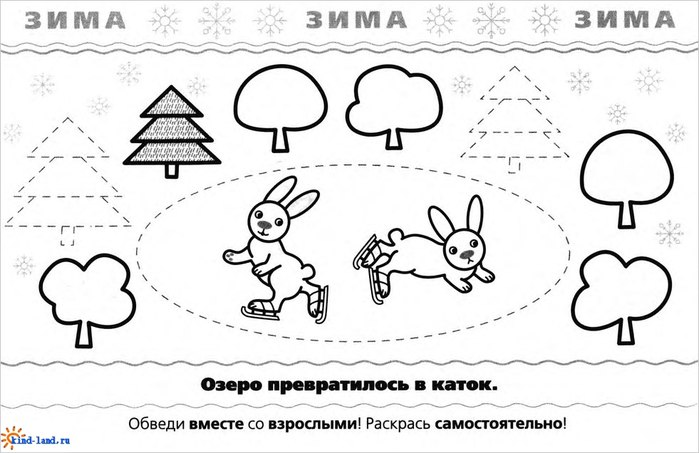 ЗИМА ЗИМА ЗИМА
Озеро превратилось в каток.
Обведи вместе со взрослыми! Раскрась самостоятельно!
kind-land.ru